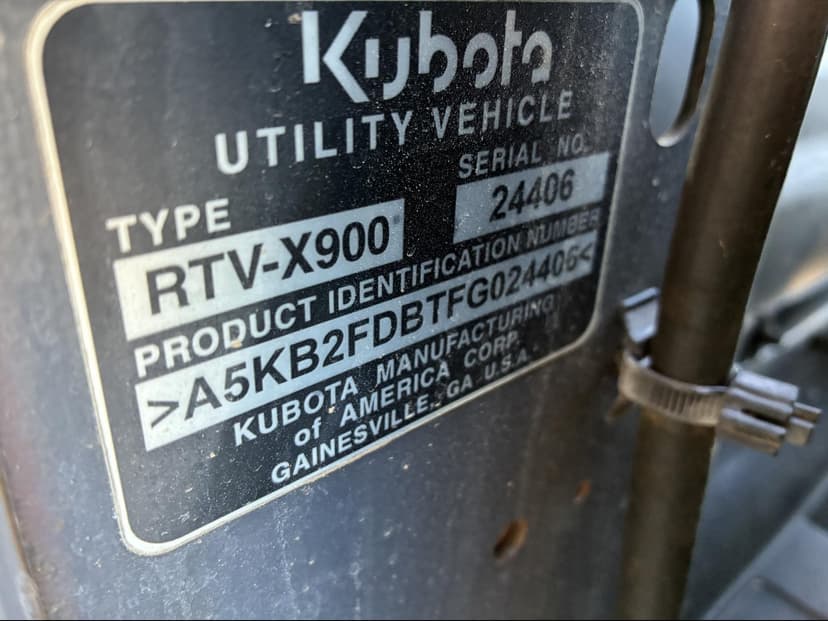 Kubota
UTILITY VEHICLE
SERIAL NO.
24406
TYPE
RTV-X900
PRODUCT IDENTIFICATION NUMBER
>A5KB2FDBTFG024406<
KUBOTA MANUFACTURING
of AMERICA CORP.
GAINESVILLE, GA U.S.A.